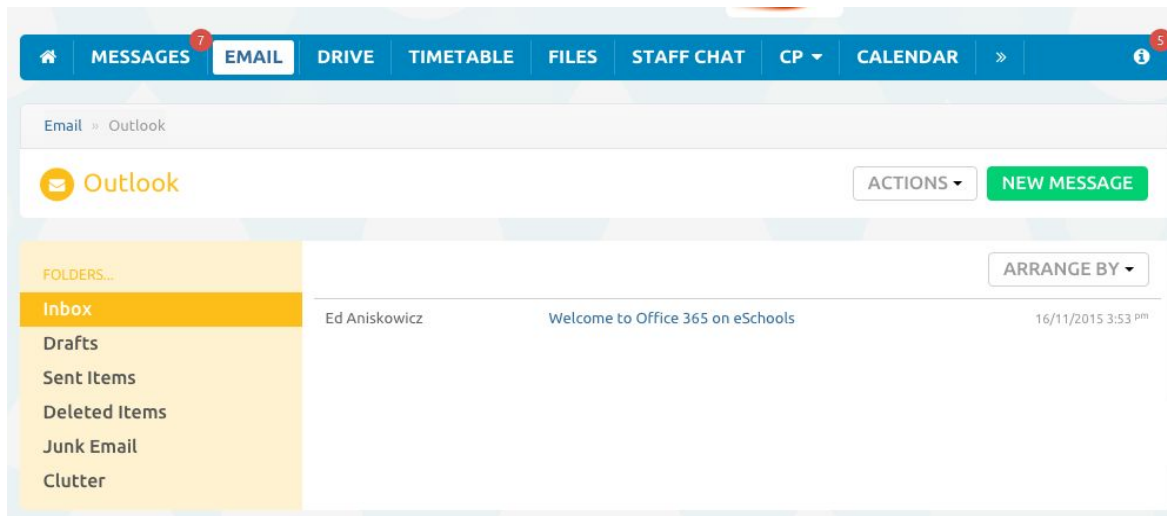 7
MESSAGES EMAIL DRIVE TIMETABLE FILES STAFF CHAT CP CALENDAR » 5
Email » Outlook
Outlook ACTIONS NEW MESSAGE
FOLDERS... ARRANGE BY
Inbox Ed Aniskowicz Welcome to Office 365 on eSchools 16/11/2015 3:53 pm
Drafts
Sent Items
Deleted Items
Junk Email
Clutter